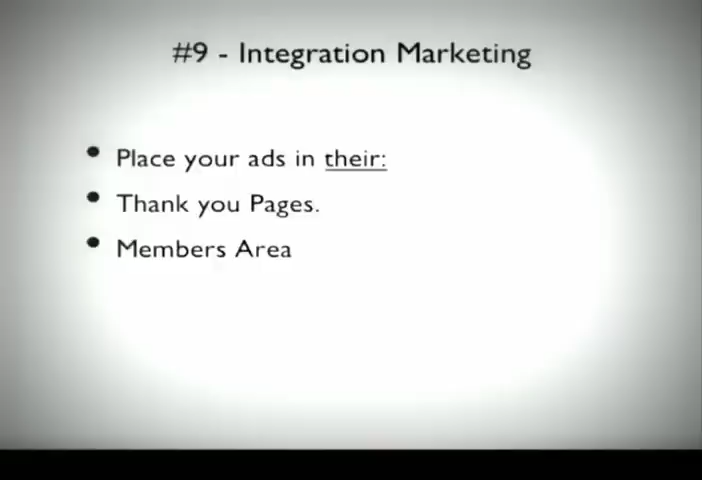 #9 - Integration Marketing
• Place your ads in their:
• Thank you Pages.
• Members Area